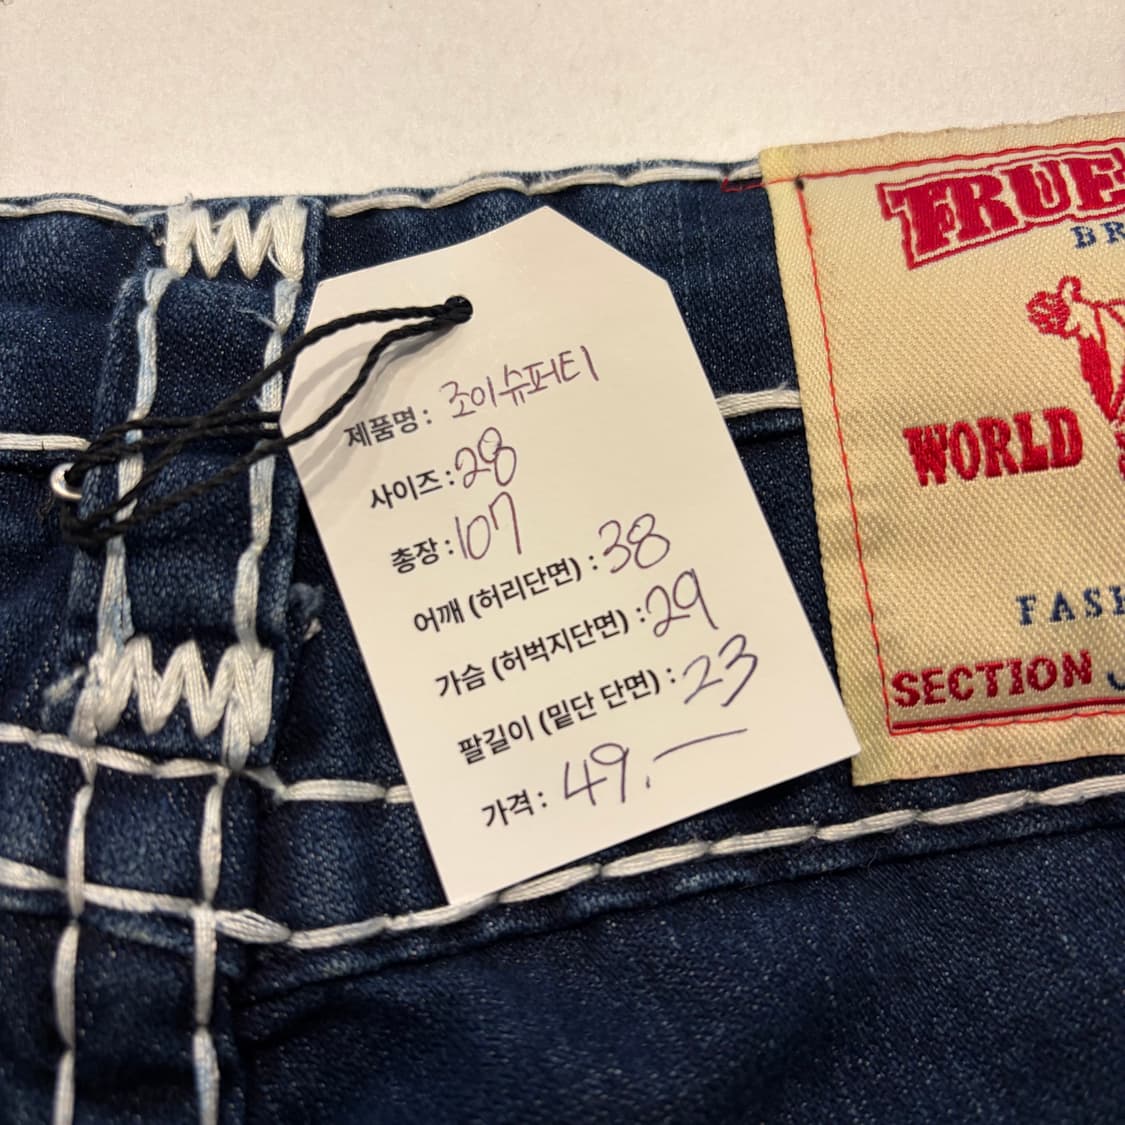 제품명 : 조이슈퍼티
사이즈 : 28
총장 : 107
어깨 (허리단면) : 38
가슴 (허벅지단면) : 29
팔길이 (밑단 단면) : 23
가격 : 49.—
TRUE
BR
WORLD
FASH
SECTION